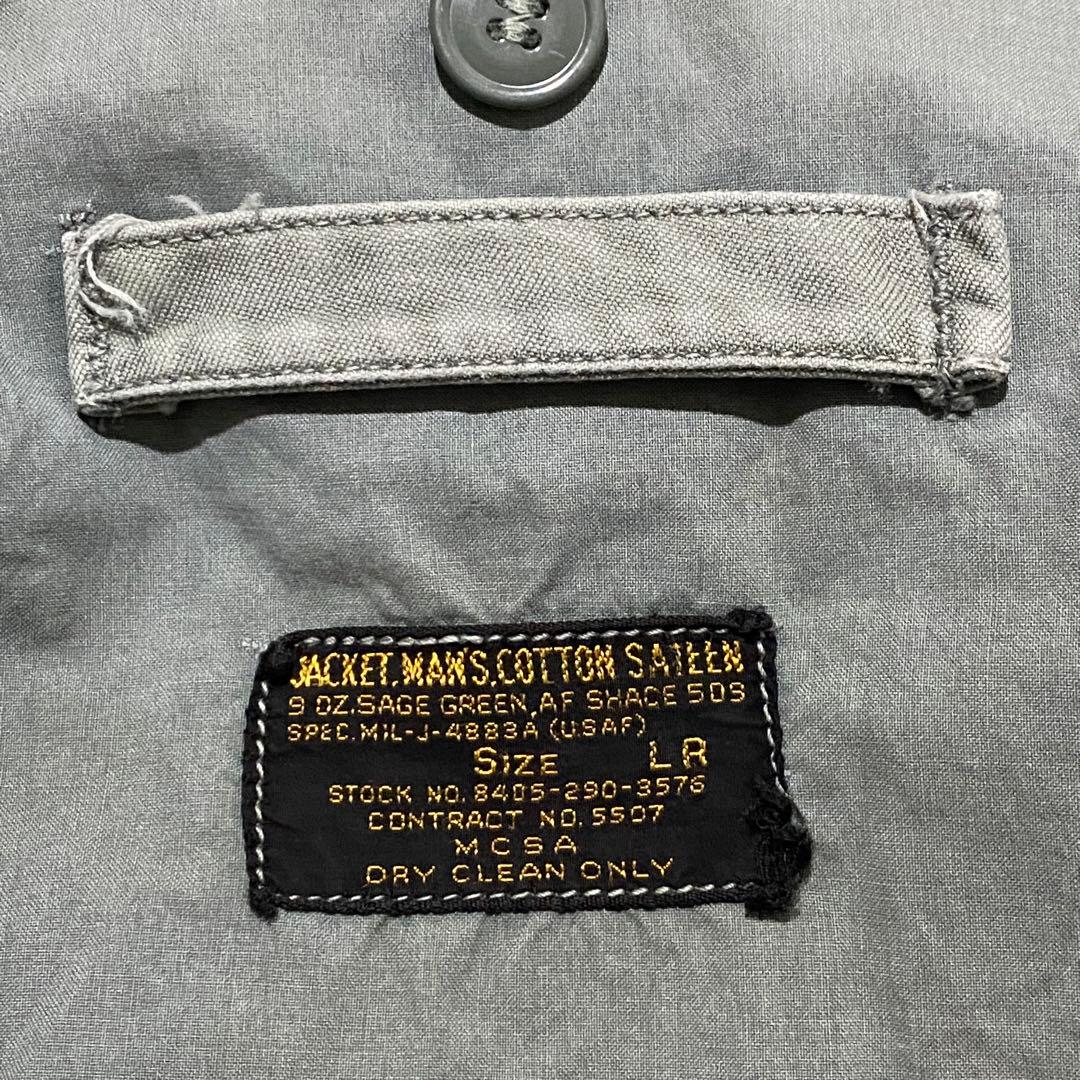 JACKET, MAN'S, COTTON SATEEN
9 OZ. SAGE GREEN, AF SHADE 509
SPEC. MIL-J-4883A (USAF)
SIZE LR
STOCK NO. 8405-290-3576
CONTRACT NO. 5507
MCSA
DRY CLEAN ONLY